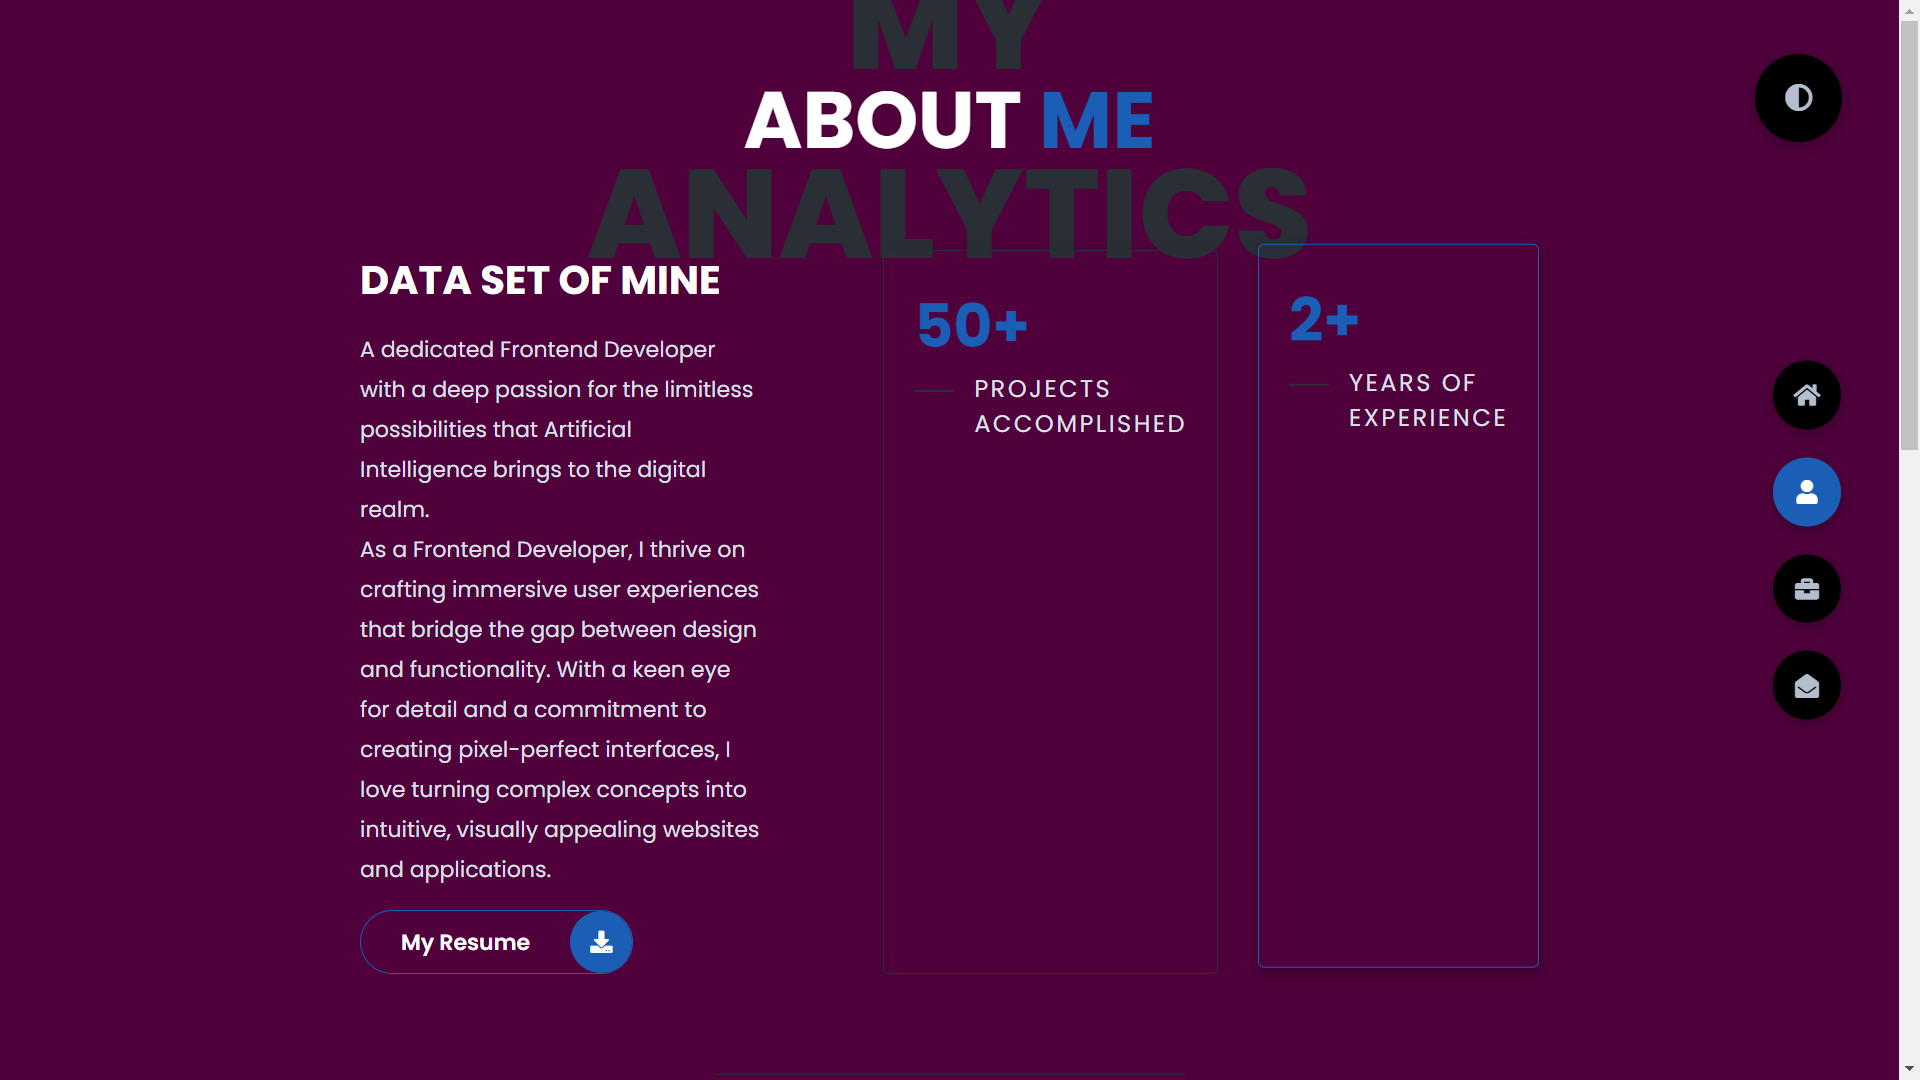 MY
ABOUT ME
ANALYTICS
DATA SET OF MINE
A dedicated Frontend Developer
with a deep passion for the limitless
possibilities that Artificial
Intelligence brings to the digital
realm.
As a Frontend Developer, I thrive on
crafting immersive user experiences
that bridge the gap between design
and functionality. With a keen eye
for detail and a commitment to
creating pixel-perfect interfaces, I
love turning complex concepts into
intuitive, visually appealing websites
and applications.
My Resume
50+
PROJECTS
ACCOMPLISHED
2+
YEARS OF
EXPERIENCE